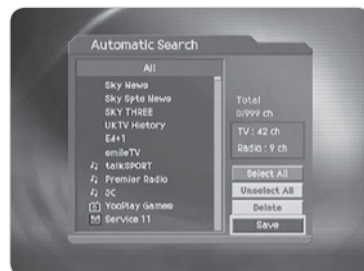 Automatic Search
All
Sky News
Sky Spts News
SKY THREE
UKTV History
E4+1
smileTV
talkSPORT
Premier Radio
3C
YooPlay Games
Service 11
Total
0/999 ch
TV : 42 ch
Radio : 9 ch
Select All
Unselect All
Delete
Save